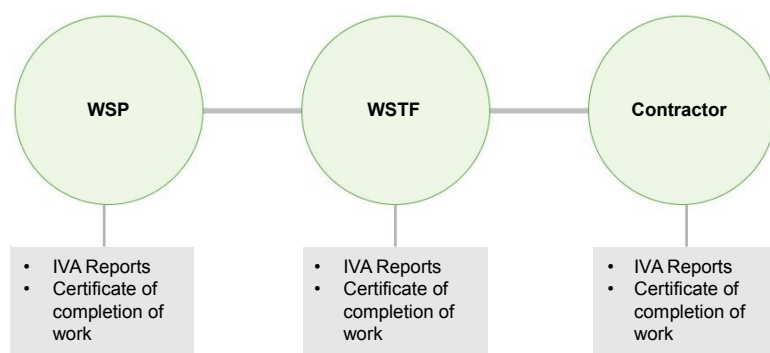 WSP
WSTF
Contractor
• IVA Reports
• Certificate of
completion of
work
• IVA Reports
• Certificate of
completion of
work
• IVA Reports
• Certificate of
completion of
work